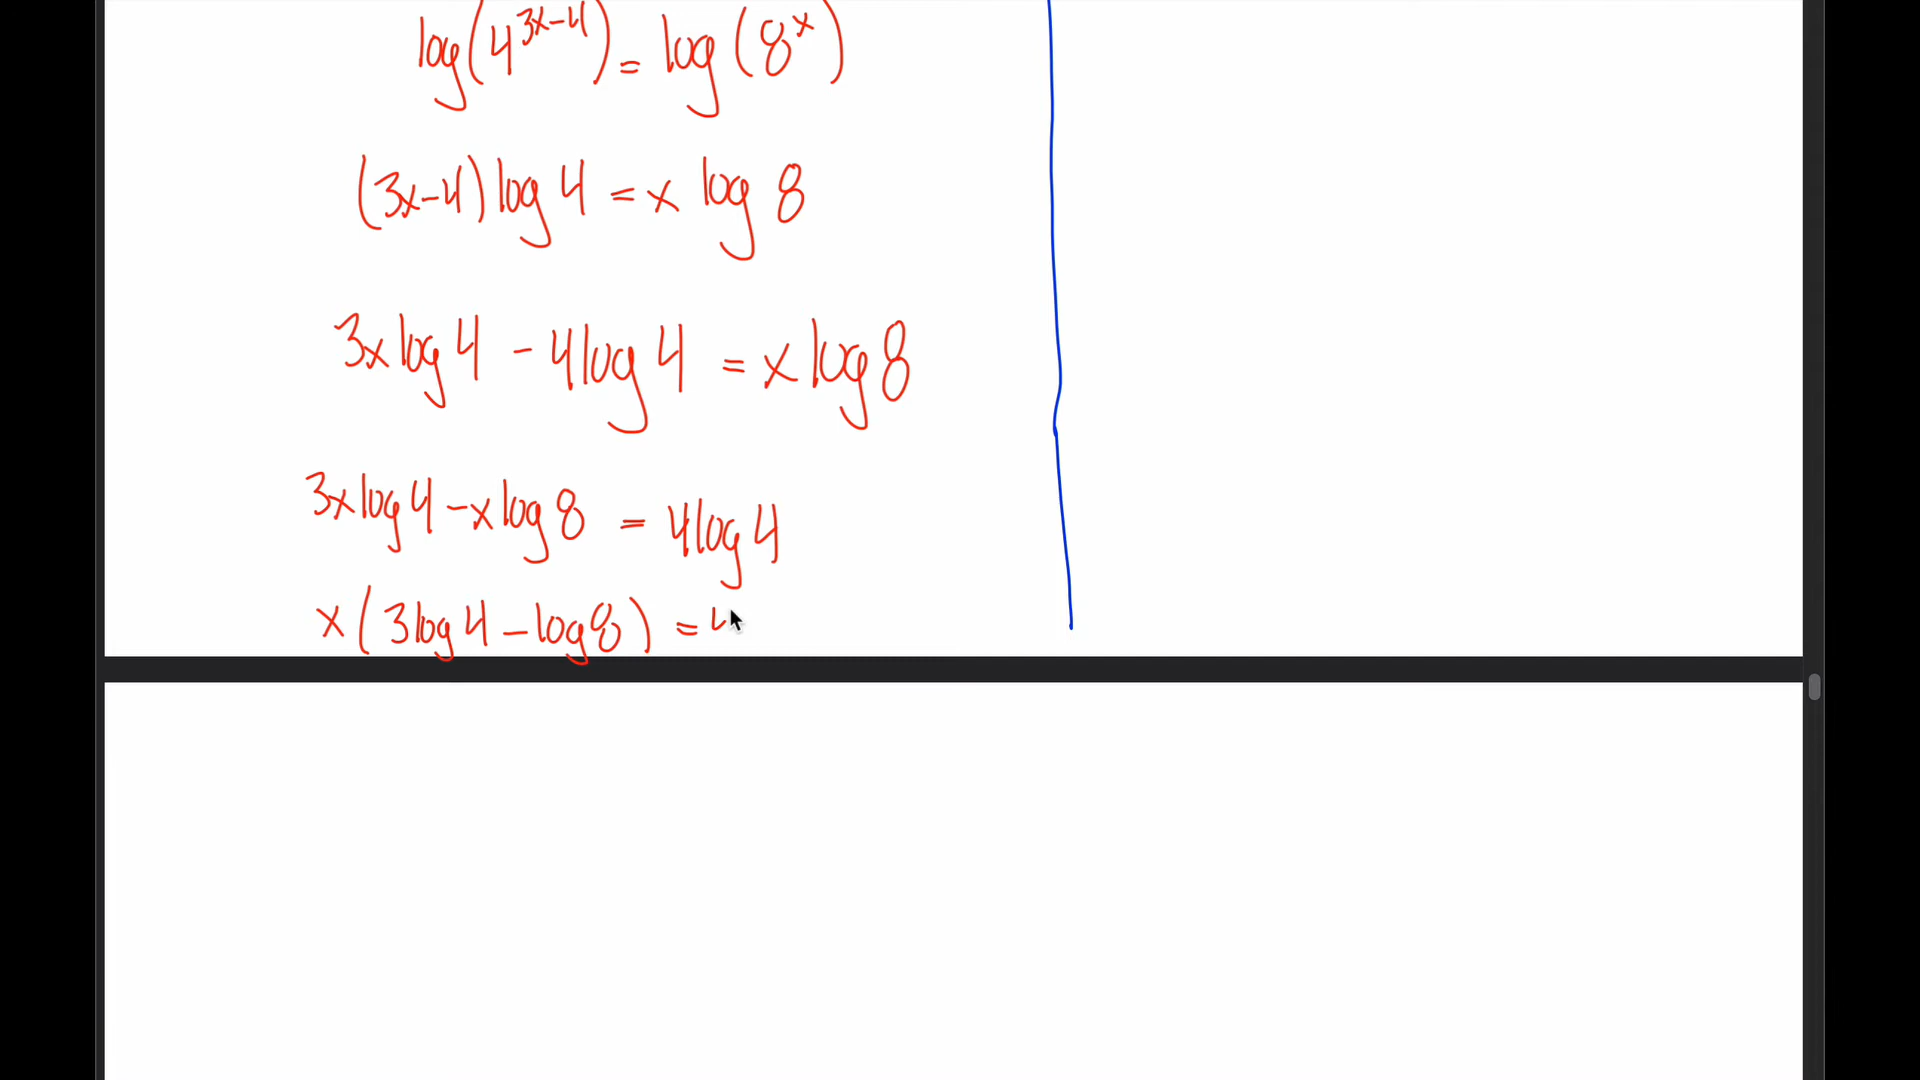 log(4^{3x-4}) = log(8^x)
(3x-4) log 4 = x log 8
3x log 4 - 4 log 4 = x log 8
3x log 4 - x log 8 = 4 log 4
x (3 log 4 - log 8) =